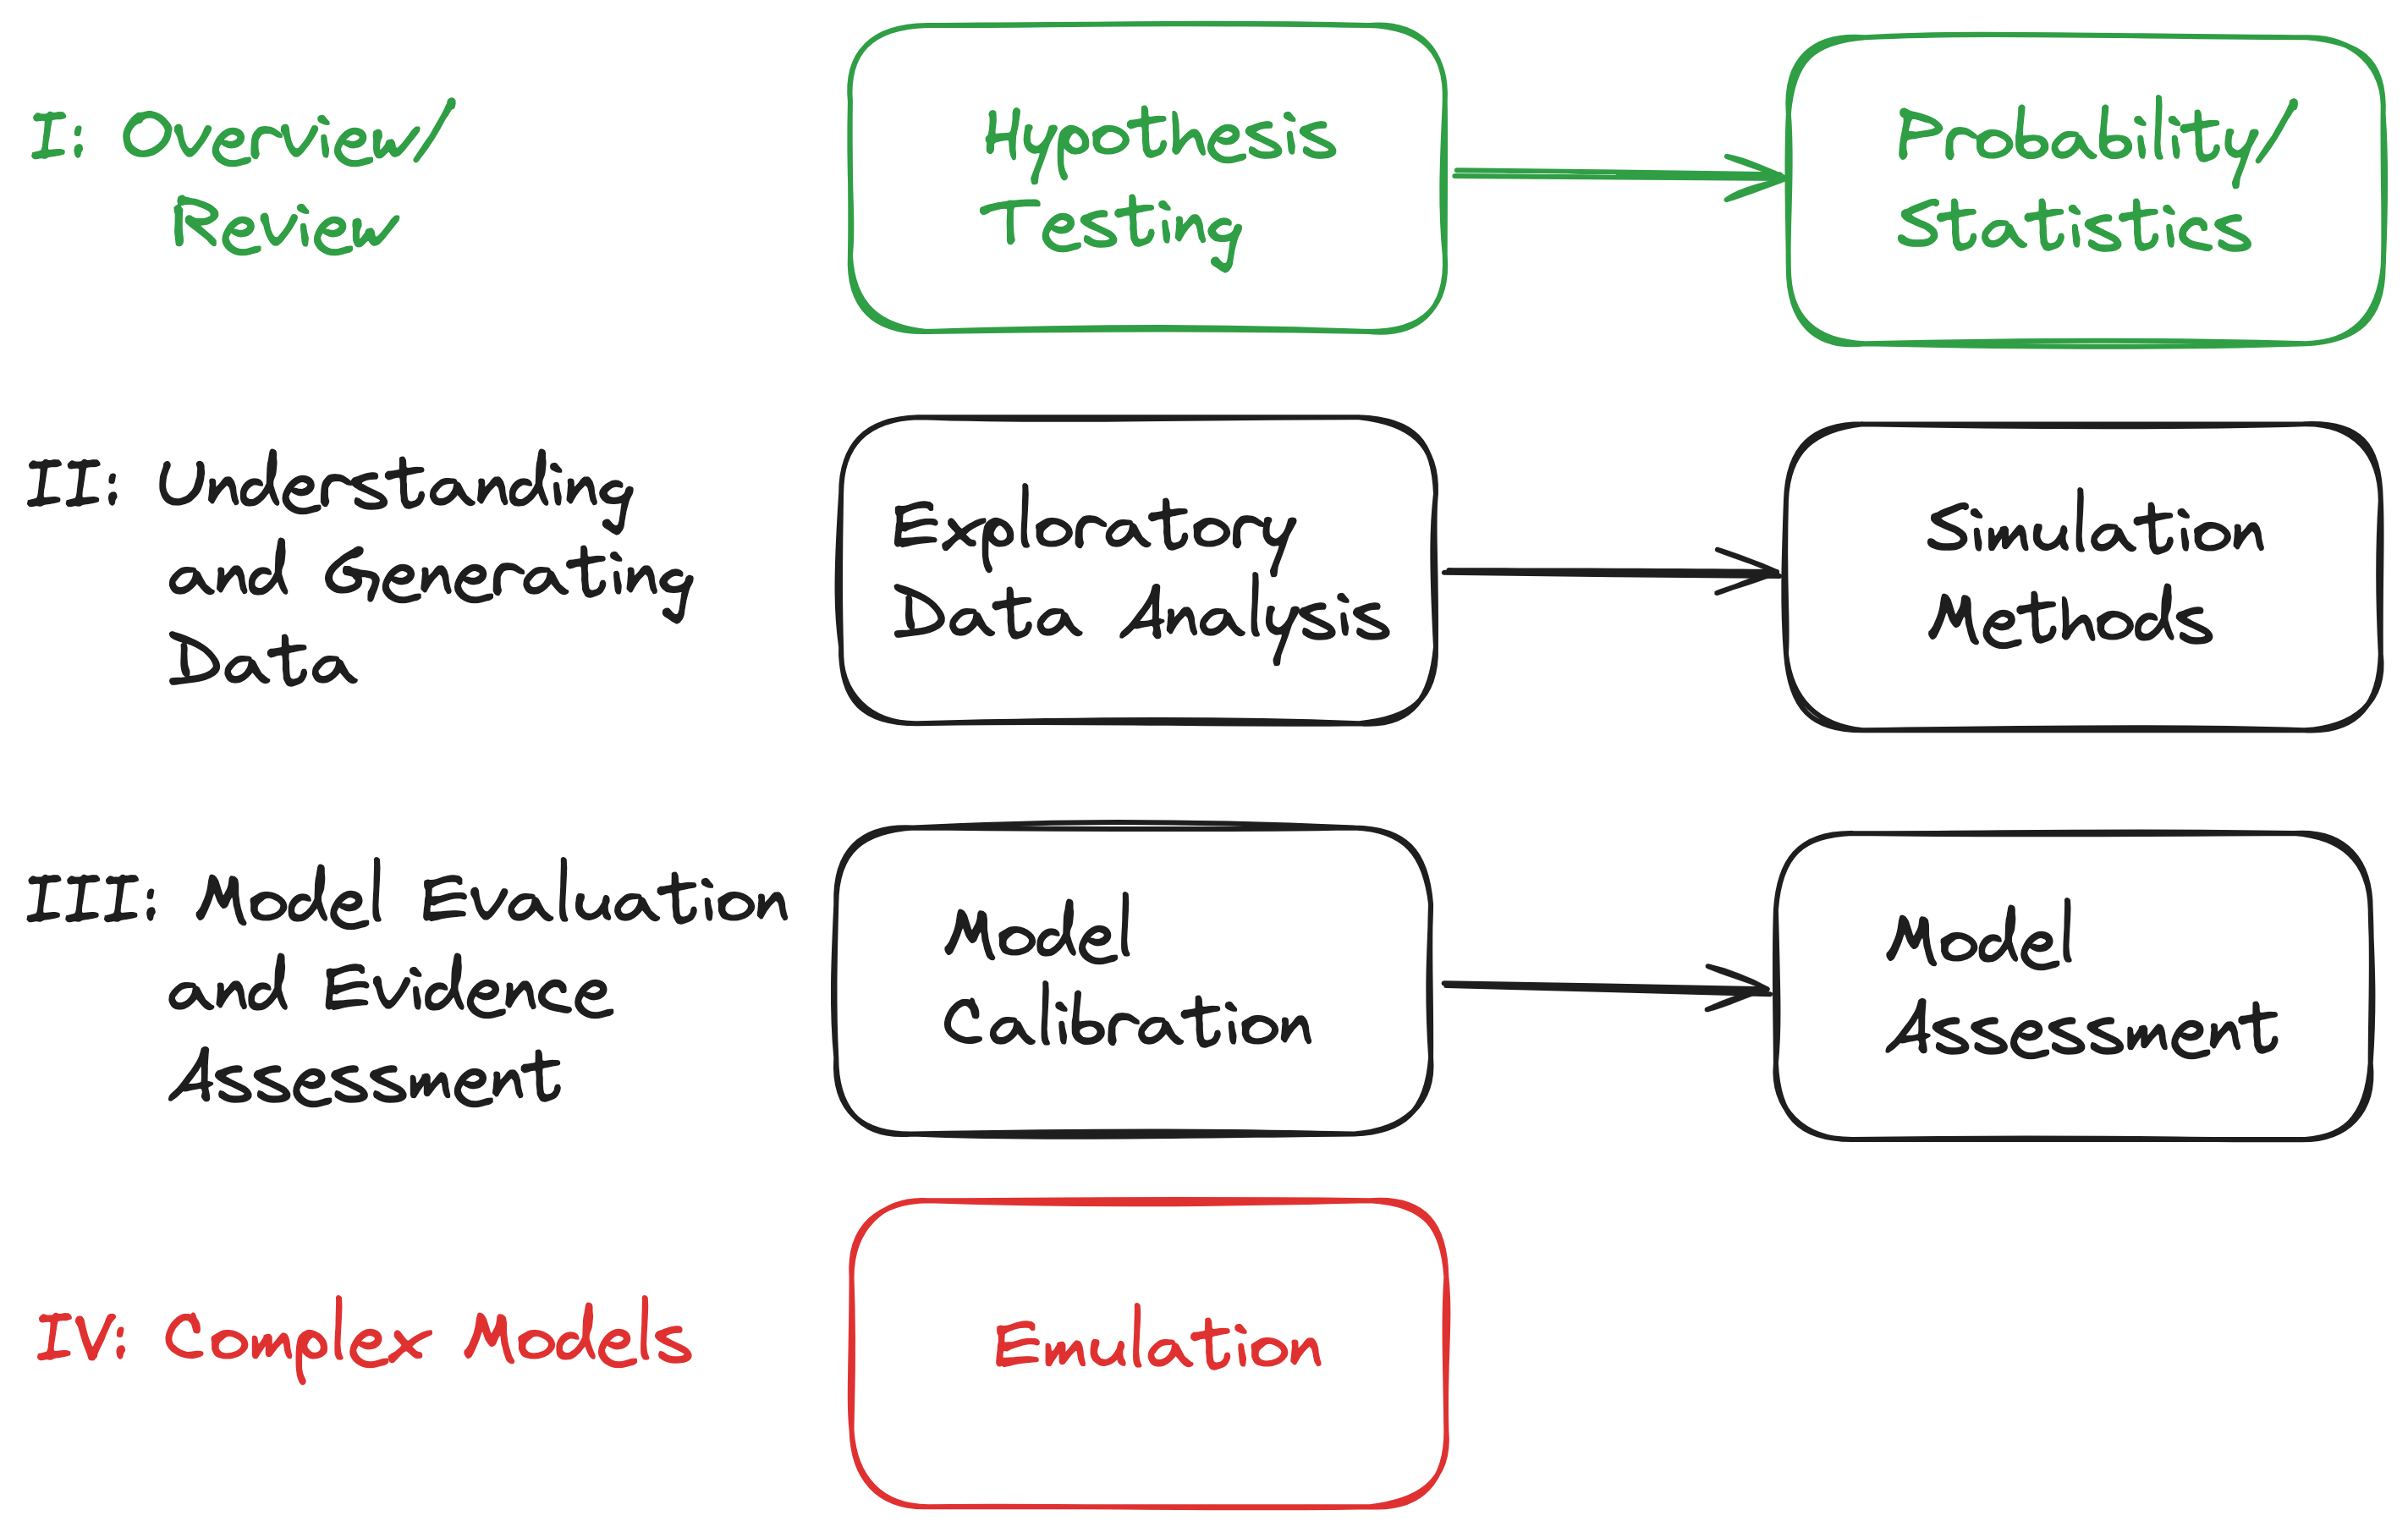 I: Overview/
Review
Hypothesis
Testing
Probability/
Statistics
II: Understanding
and Generating
Data
Exploratory
Data Analysis
Simulation
Methods
III: Model Evaluation
and Evidence
Assessment
Model
Calibration
Model
Assessment
IV: Complex Models
Emulation